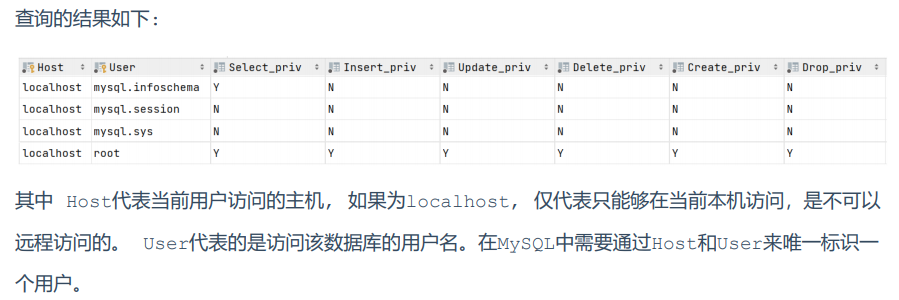 查询的结果如下：
Host User Select_priv Insert_priv Update_priv Delete_priv Create_priv Drop_priv
localhost mysql.infoschema Y N N N N N
localhost mysql.session N N N N N N
localhost mysql.sys N N N N N N
localhost root Y Y Y Y Y Y
其中 Host代表当前用户访问的主机, 如果为localhost, 仅代表只能够在当前本机访问，是不可以
远程访问的。 User代表的是访问该数据库的用户名。在MySQL中需要通过Host和User来唯一标识一
个用户。